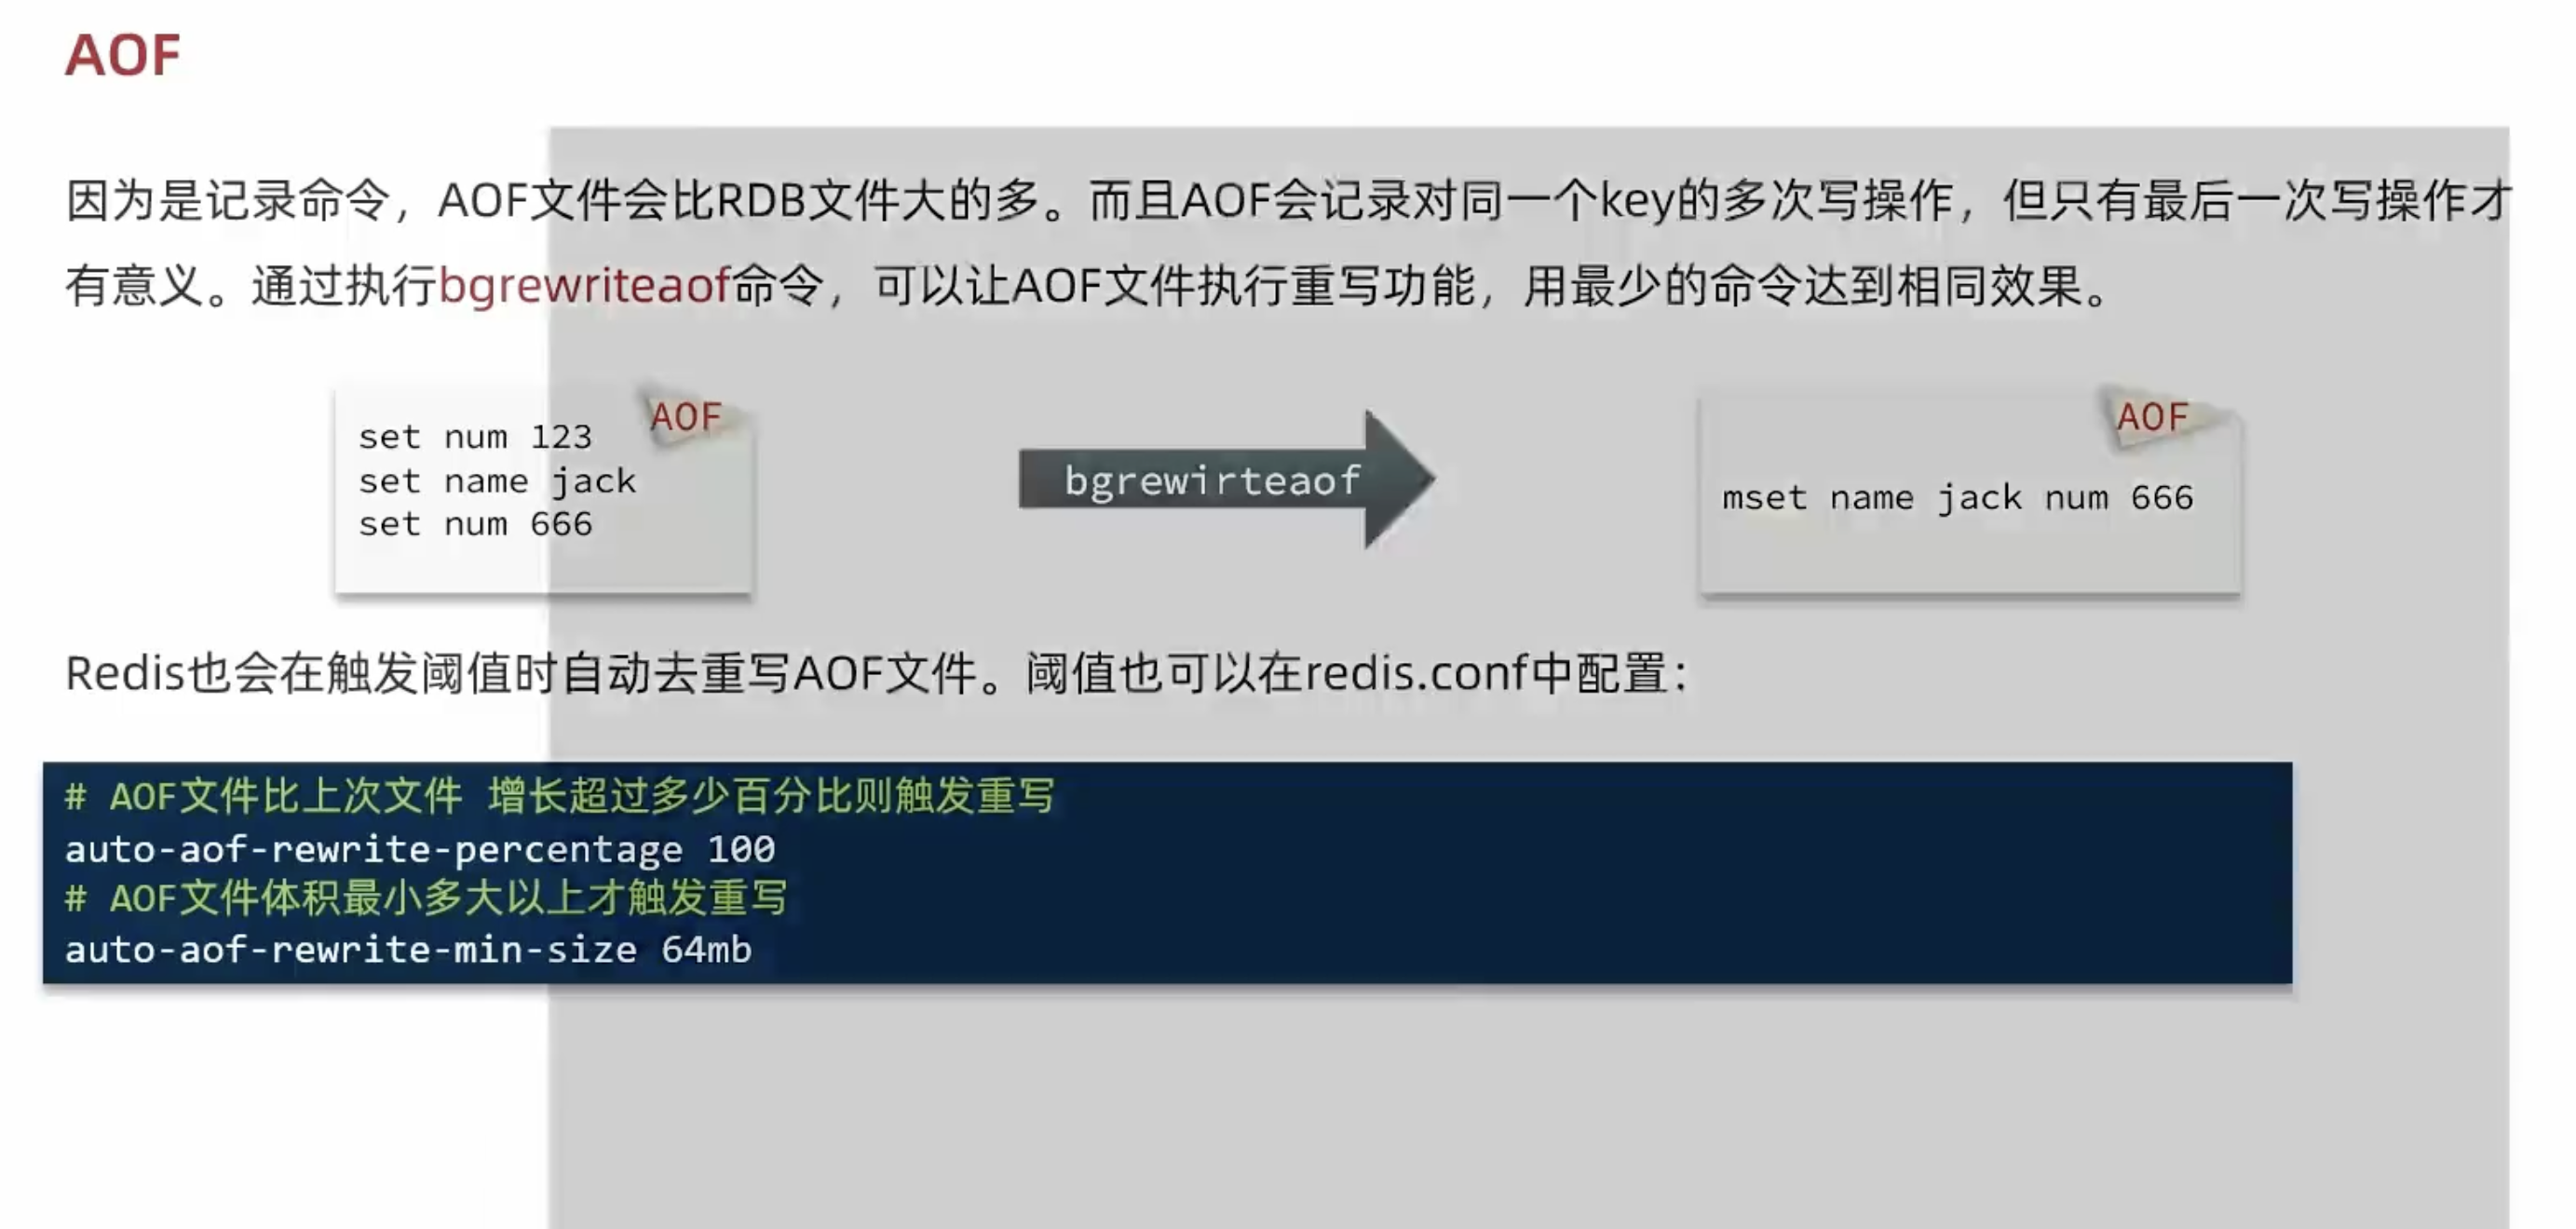 AOF
因为是记录命令，AOF文件会比RDB文件大的多。而且AOF会记录对同一个key的多次写操作，但只有最后一次写操作才
有意义。通过执行bgrewriteaof命令，可以让AOF文件执行重写功能，用最少的命令达到相同效果。
AOF
set num 123
set name jack
set num 666
bgrewirteaof
AOF
mset name jack num 666
Redis也会在触发阈值时自动去重写AOF文件。阈值也可以在redis.conf中配置：
# AOF文件比上次文件 增长超过多少百分比则触发重写
auto-aof-rewrite-percentage 100
# AOF文件体积最小多大以上才触发重写
auto-aof-rewrite-min-size 64mb